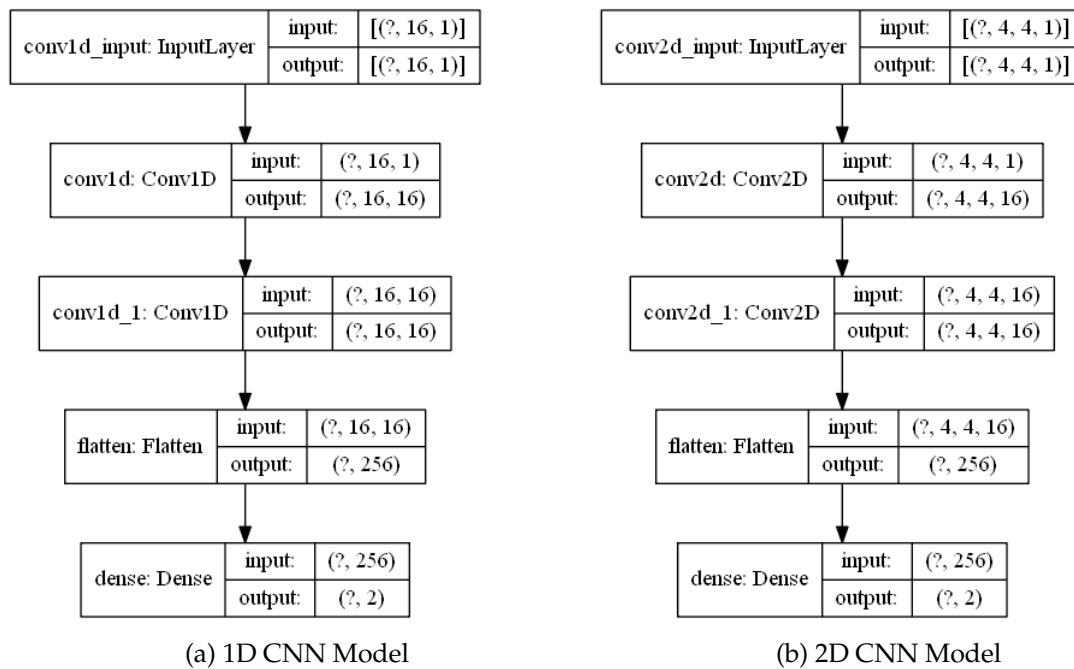 conv1d_input: InputLayer
input: [(?, 16, 1)]
output: [(?, 16, 1)]
conv1d: Conv1D
input: (?, 16, 1)
output: (?, 16, 16)
conv1d_1: Conv1D
input: (?, 16, 16)
output: (?, 16, 16)
flatten: Flatten
input: (?, 16, 16)
output: (?, 256)
dense: Dense
input: (?, 256)
output: (?, 2)
(a) 1D CNN Model
conv2d_input: InputLayer
input: [(?, 4, 4, 1)]
output: [(?, 4, 4, 1)]
conv2d: Conv2D
input: (?, 4, 4, 1)
output: (?, 4, 4, 16)
conv2d_1: Conv2D
input: (?, 4, 4, 16)
output: (?, 4, 4, 16)
flatten: Flatten
input: (?, 4, 4, 16)
output: (?, 256)
dense: Dense
input: (?, 256)
output: (?, 2)
(b) 2D CNN Model